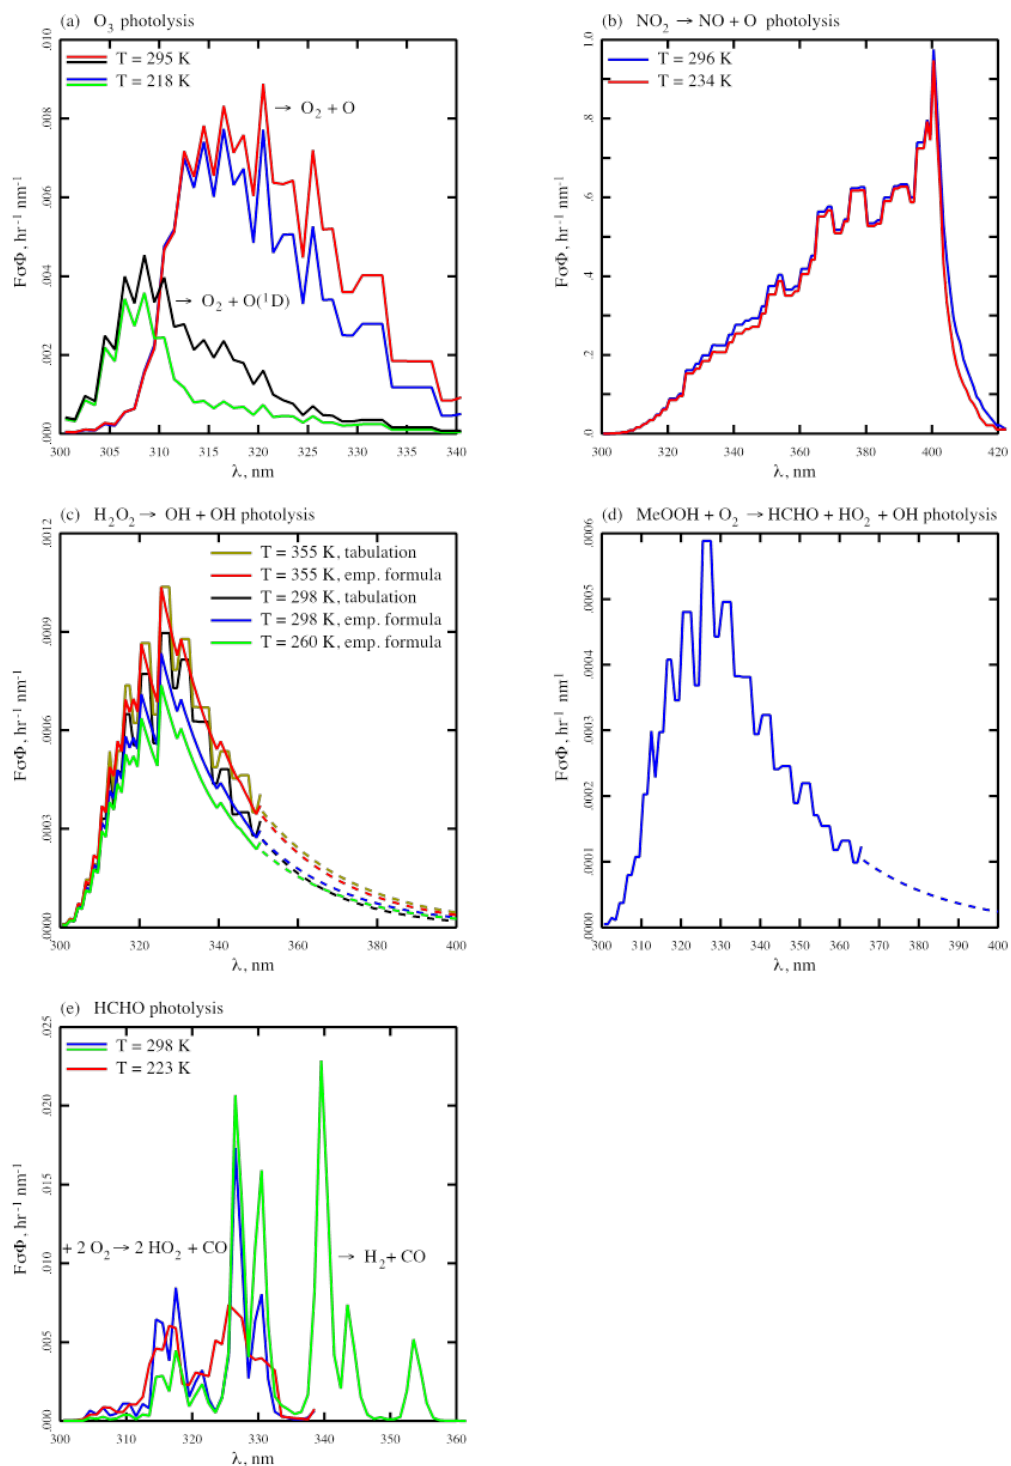 (a) O₃ photolysis
T = 295 K
T = 218 K
→ O₂ + O
→ O₂ + O(¹D)
FσΦ, hr⁻¹ nm⁻¹
.010
.008
.006
.004
.002
.000
300 305 310 315 320 325 330 335 340
λ, nm
(b) NO₂ → NO + O photolysis
T = 296 K
T = 234 K
FσΦ, hr⁻¹ nm⁻¹
1.0
.8
.6
.4
.2
.0
300 320 340 360 380 400 420
λ, nm
(c) H₂O₂ → OH + OH photolysis
T = 355 K, tabulation
T = 355 K, emp. formula
T = 298 K, tabulation
T = 298 K, emp. formula
T = 260 K, emp. formula
FσΦ, hr⁻¹ nm⁻¹
.0012
.0009
.0006
.0003
.0000
300 320 340 360 380 400
λ, nm
(d) MeOOH + O₂ → HCHO + HO₂ + OH photolysis
FσΦ, hr⁻¹ nm¹
.0006
.0005
.0004
.0003
.0002
.0001
.0000
300 310 320 330 340 350 360 370 380 390 400
λ, nm
(e) HCHO photolysis
T = 298 K
T = 223 K
+ 2 O₂ → 2 HO₂ + CO
→ H₂ + CO
FσΦ, hr⁻¹ nm⁻¹
.025
.020
.015
.010
.005
.000
300 310 320 330 340 350 360
λ, nm